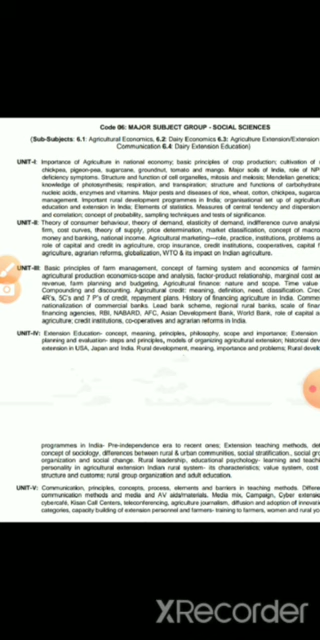 Code 06: MAJOR SUBJECT GROUP - SOCIAL SCIENCES
(Sub-Subjects: 6.1: Agricultural Economics, 6.2: Dairy Economics 6.3: Agriculture Extension/Extension
Communication 6.4: Dairy Extension Education)
UNIT-I: Importance of Agriculture in national economy; basic principles of crop production; cultivation of
chickpea, pigeon-pea, sugarcane, groundnut, tomato and mango. Major soils of India, role of NP
deficiency symptoms. Structure and function of cell organelles, mitosis and meiosis; Mendelian genetics;
knowledge of photosynthesis; respiration, and transpiration; structure and functions of carbohydrate
nucleic acids, enzymes and vitamins. Major pests and diseases of rice, wheat, cotton, chickpea, sugarca
management. Important rural development programmes in India; organisational set up of agricultu
education and extension in India. Elements of statistics. Measures of central tendency and dispersion
and correlation; concept of probability, sampling techniques and tests of significance.
UNIT-II: Theory of consumer behaviour, theory of demand, elasticity of demand, indifference curve analysi
firm, cost curves, theory of supply, price determination, market classification, concept of macro
money and banking, national income. Agricultural marketing—role, practice, institutions, problems a
role of capital and credit in agriculture, crop insurance, credit institutions, cooperatives, capital f
agriculture, agrarian reforms, globalization, WTO & its impact on Indian agriculture.
UNIT-III: Basic principles of farm management, concept of farming system and economics of farmin
agricultural production economics-scope and analysis, factor-product relationship, marginal cost a
revenue, farm planning and budgeting. Agricultural finance: nature and scope. Time value
Compounding and discounting. Agricultural credit: meaning, definition, need, classification. Cred
4R's, 5C's and 7 P's of credit, repayment plans. History of financing agriculture in India. Comme
nationalization of commercial banks. Lead bank scheme, regional rural banks, scale of finan
financing agencies, RBI, NABARD, AFC, Asian Development Bank, World Bank, role of capital a
agriculture; credit institutions, co-operatives and agrarian reforms in India.
UNIT-IV: Extension Education- concept, meaning, principles, philosophy, scope and importance; Extension
planning and evaluation- steps and principles, models of organizing agricultural extension; historical dev
extension in USA, Japan and India. Rural development, meaning, importance and problems; Rural devel
programmes in India- Pre-independence era to recent ones; Extension teaching methods, de
concept of sociology, differences between rural & urban communities, social stratification., social gro
organization and social change. Rural leadership, educational psychology- learning and teachi
personality in agricultural extension Indian rural system- its characteristics; value system, cost
structure and customs; rural group organization and adult education.
UNIT-V: Communication, principles, concepts, process, elements and barriers in teaching methods. Differe
communication methods and media and AV aids/materials. Media mix, Campaign, Cyber extensio
cybercafé, Kisan Call Centers, teleconferencing, agriculture journalism, diffusion and adoption of innovat
categories, capacity building of extension personnel and farmers- training to farmers, women and rural yo
XRecorder